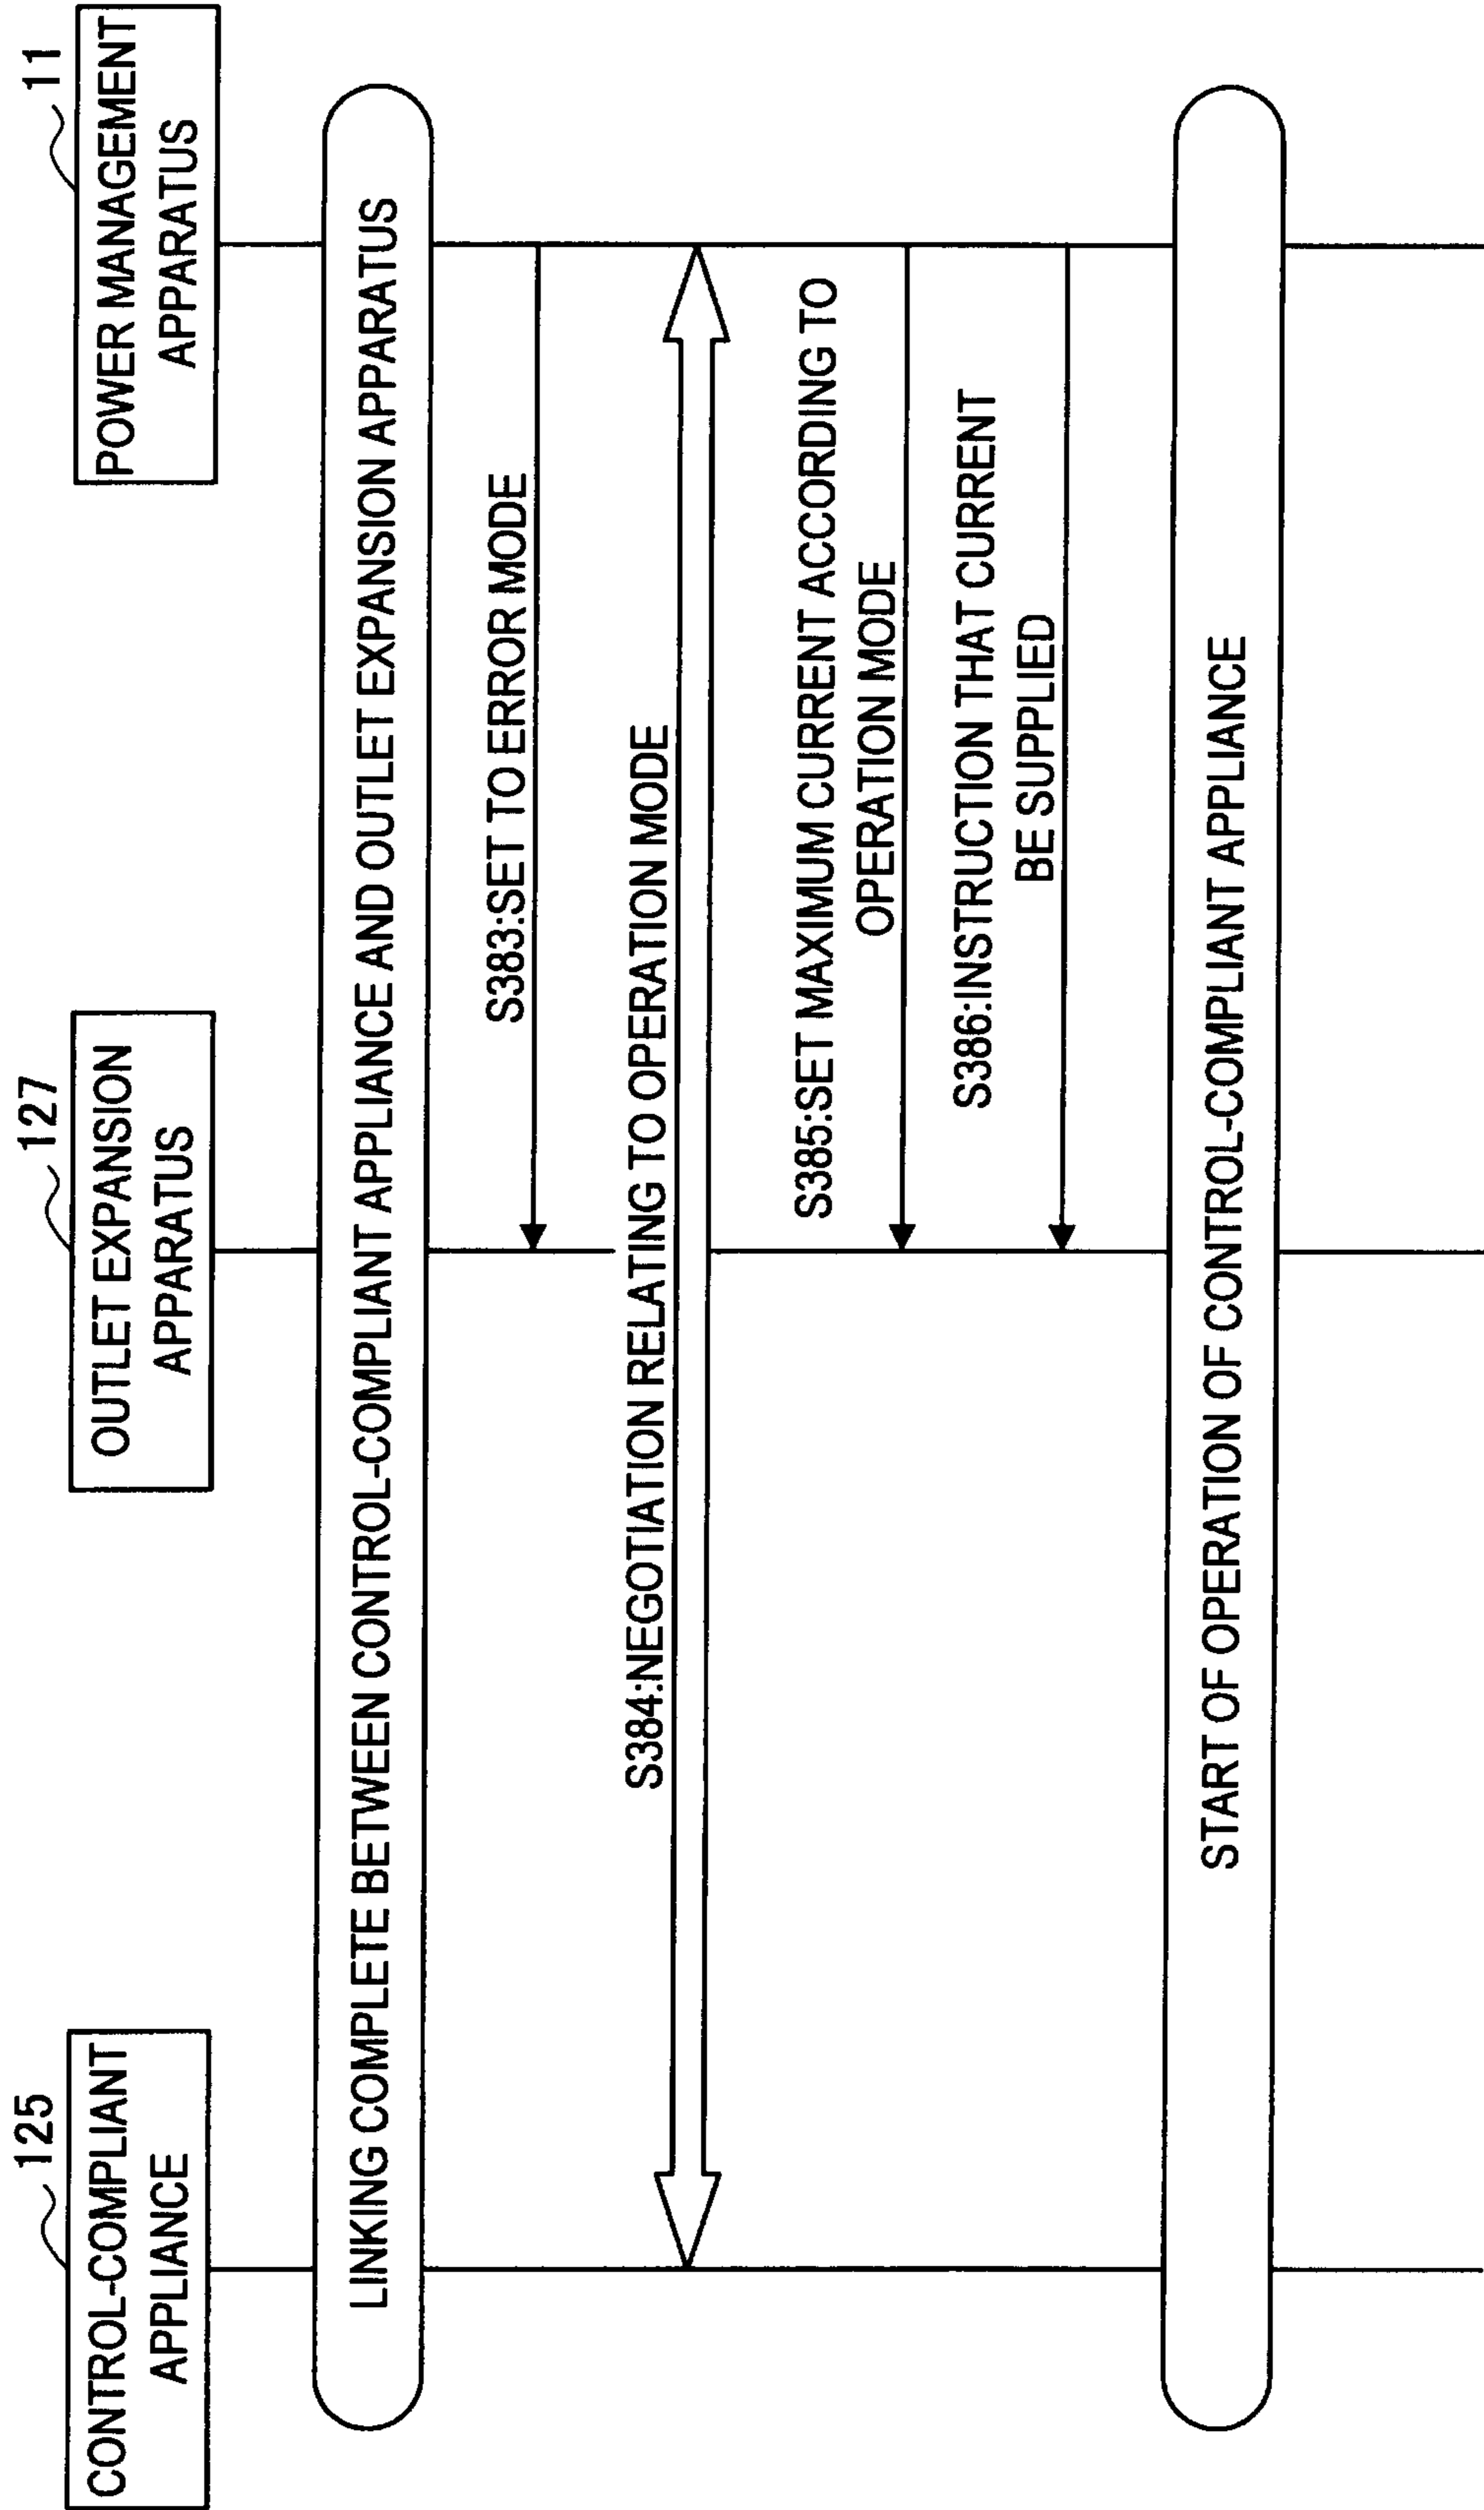 125
CONTROL-COMPLIANT
APPLIANCE
127
OUTLET EXPANSION
APPARATUS
11
POWER MANAGEMENT
APPARATUS
LINKING COMPLETE BETWEEN CONTROL-COMPLIANT APPLIANCE AND OUTLET EXPANSION APPARATUS
S383:SET TO ERROR MODE
S384:NEGOTIATION RELATING TO OPERATION MODE
S385:SET MAXIMUM CURRENT ACCORDING TO
OPERATION MODE
S386:INSTRUCTION THAT CURRENT
BE SUPPLIED
START OF OPERATION OF CONTROL-COMPLIANT APPLIANCE